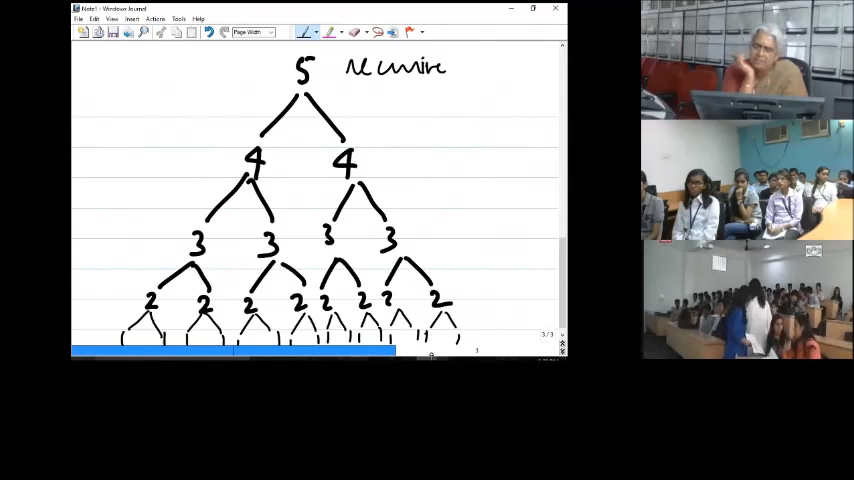 Note1 - Windows Journal
File Edit View Insert Actions Tools Help
Page Width
5
4 4
3 3 3 3
2 2 2 2 2 2 2 2
3/3
3